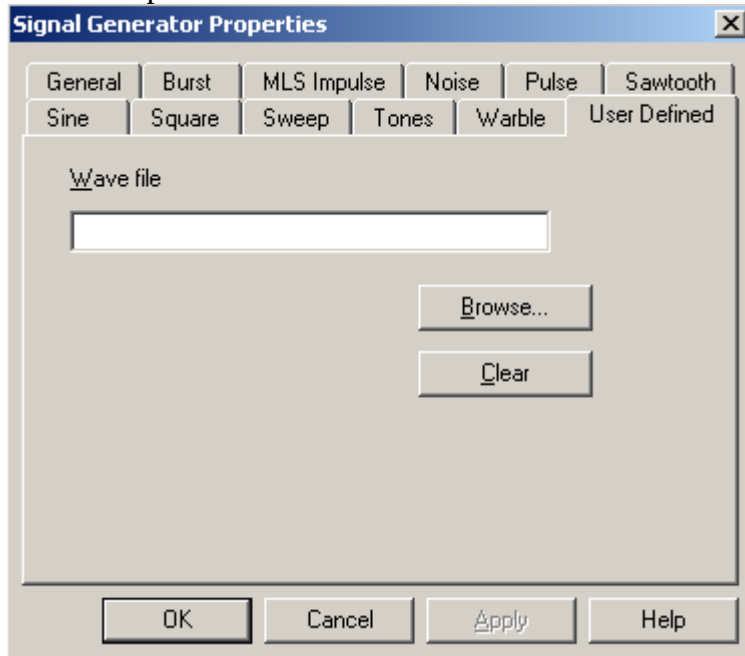 Signal Generator Properties
General Burst MLS Impulse Noise Pulse Sawtooth
Sine Square Sweep Tones Warble User Defined
Wave file
Browse...
Clear
OK Cancel Apply Help